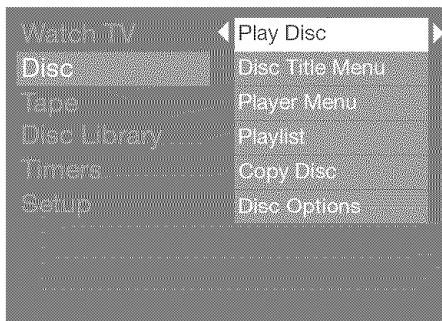 Watch TV
Disc
Tape
Disc Library
Timers
Setup
Play Disc
Disc Title Menu
Player Menu
Playlist
Copy Disc
Disc Options